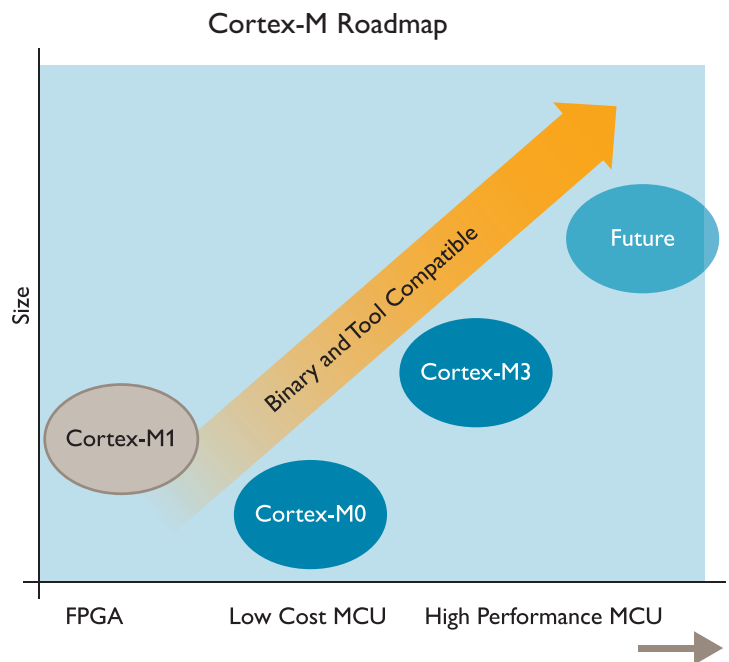 Cortex-M Roadmap
Size
Binary and Tool Compatible
Future
Cortex-M3
Cortex-M1
Cortex-M0
FPGA
Low Cost MCU
High Performance MCU